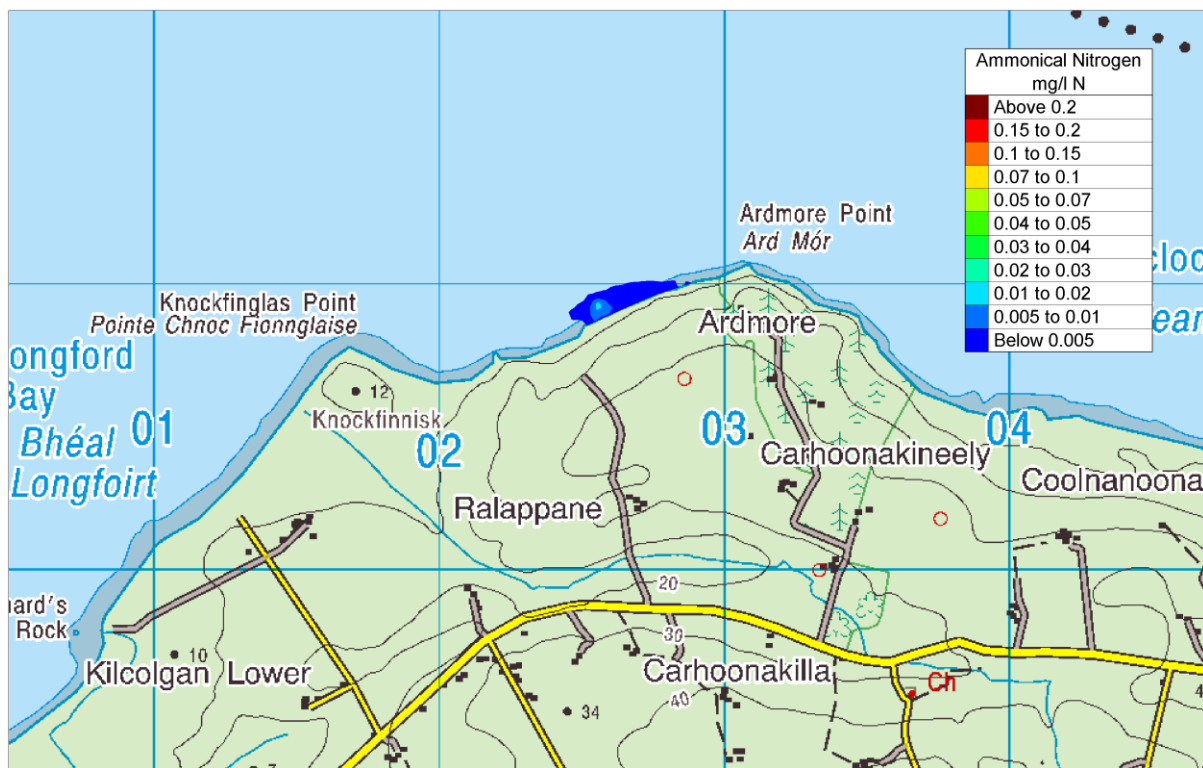 Ammonical Nitrogen
mg/l N
Above 0.2
0.15 to 0.2
0.1 to 0.15
0.07 to 0.1
0.05 to 0.07
0.04 to 0.05
0.03 to 0.04
0.02 to 0.03
0.01 to 0.02
0.005 to 0.01
Below 0.005
Ardmore Point
Ard Mór
Knockfinglas Point
Pointe Chnoc Fionnglaise
Ardmore
ongford
Bay
Bhéal
Longfoirt
12
Knockfinnisk
01
02
03
04
Carhoonakineely
Coolnanoona
Ralappane
20
30
40
nard's
Rock
10
Kilcolgan Lower
Carhoonakilla
34
Ch
4
7